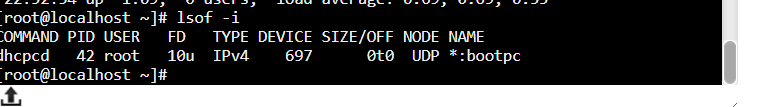 [root@localhost ~]# lsof -i
COMMAND PID USER   FD   TYPE DEVICE SIZE/OFF NODE NAME
dhcpcd   42 root   10u  IPv4    697      0t0  UDP *:bootpc
[root@localhost ~]#